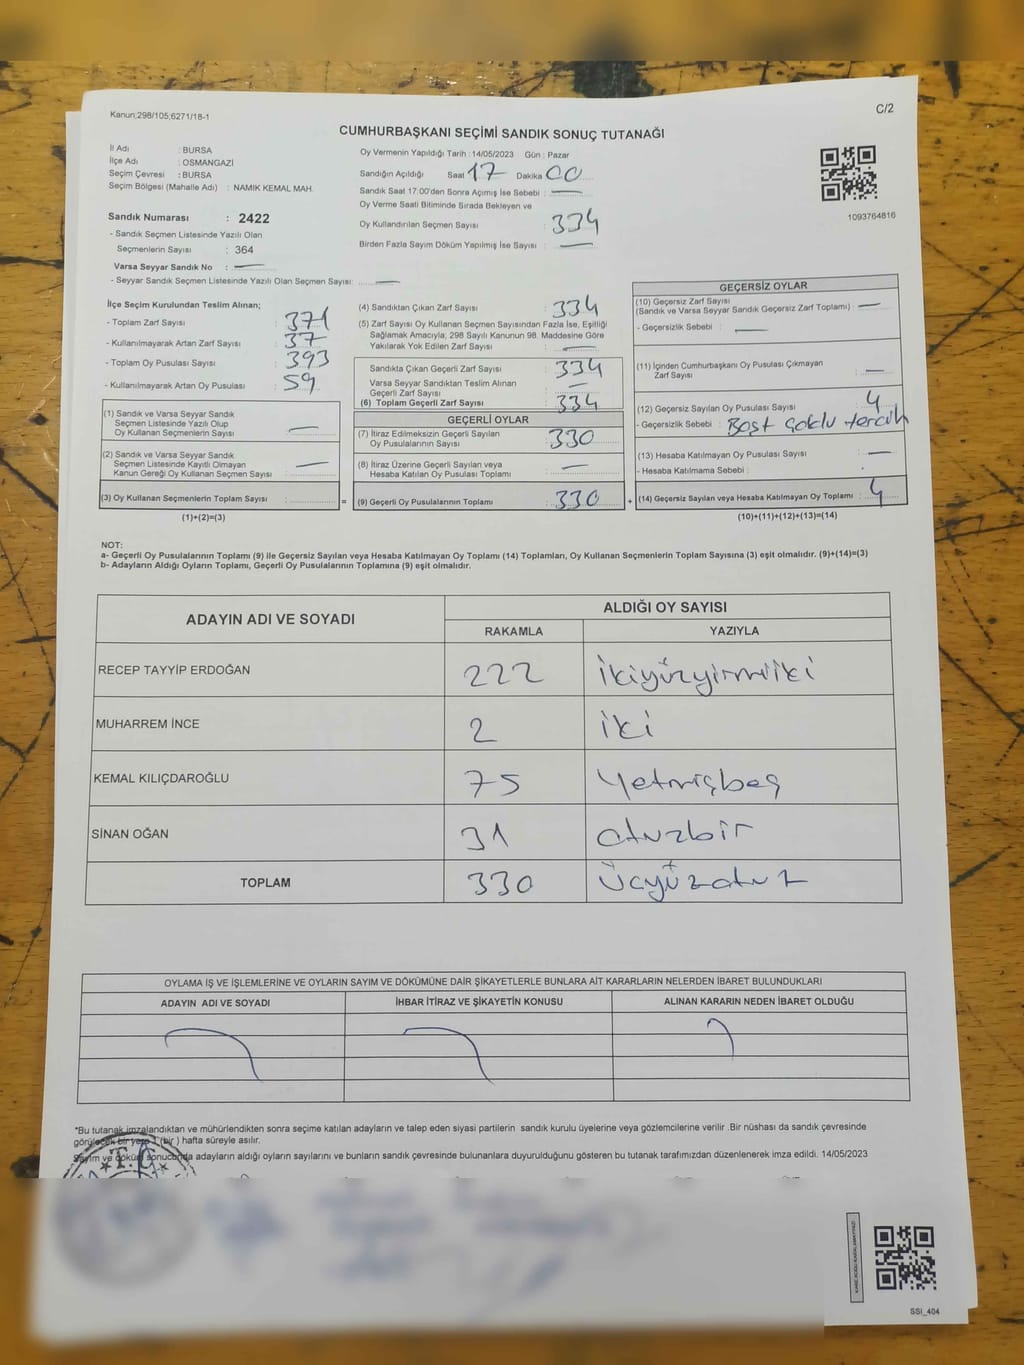 Kanun;298/105;6271/18-1
C/2
CUMHURBAŞKANI SEÇİMİ SANDIK SONUÇ TUTANAĞI
İl Adı : BURSA
İlçe Adı : OSMANGAZİ
Seçim Çevresi : BURSA
Seçim Bölgesi (Mahalle Adı) : NAMIK KEMAL MAH.
Sandık Numarası : 2422
- Sandık Seçmen Listesinde Yazılı Olan
Seçmenlerin Sayısı : 364
Varsa Seyyar Sandık No :
- Seyyar Sandık Seçmen Listesinde Yazılı Olan Seçmen Sayısı:
Oy Vermenin Yapıldığı Tarih : 14/05/2023 Gün : Pazar
Sandığın Açıldığı Saat 17 Dakika 00
Sandık Saat 17:00'den Sonra Açımış İse Sebebi :
Oy Verme Saati Bitiminde Sırada Bekleyen ve
Oy Kullandırılan Seçmen Sayısı : 334
Birden Fazla Sayım Döküm Yapılmış İse Sayısı :
1093764816
İlçe Seçim Kurulundan Teslim Alınan;
- Toplam Zarf Sayısı : 371
- Kullanılmayarak Artan Zarf Sayısı : 37
- Toplam Oy Pusulası Sayısı : 393
- Kullanılmayarak Artan Oy Pusulası : 59
(1) Sandık ve Varsa Seyyar Sandık
Seçmen Listesinde Yazılı Olup
Oy Kullanan Seçmenlerin Sayısı :
(2) Sandık ve Varsa Seyyar Sandık
Seçmen Listesinde Kayıtlı Olmayan
Kanun Gereği Oy Kullanan Seçmen Sayısı :
(3) Oy Kullanan Seçmenlerin Toplam Sayısı : =
(1)+(2)=(3)
(4) Sandıktan Çıkan Zarf Sayısı : 334
(5) Zarf Sayısı Oy Kullanan Seçmen Sayısından Fazla İse, Eşitliği
Sağlamak Amacıyla; 298 Sayılı Kanunun 98. Maddesine Göre
Yakılarak Yok Edilen Zarf Sayısı :
Sandıkta Çıkan Geçerli Zarf Sayısı : 334
Varsa Seyyar Sandıktan Teslim Alınan
Geçerli Zarf Sayısı :
(6) Toplam Geçerli Zarf Sayısı : 334
GEÇERLİ OYLAR
(7) İtiraz Edilmeksizin Geçerli Sayılan
Oy Pusulalarının Sayısı : 330
(8) İtiraz Üzerine Geçerli Sayılan veya
Hesaba Katılan Oy Pusulası Toplamı :
(9) Geçerli Oy Pusulalarının Toplamı : 330 +
GEÇERSİZ OYLAR
(10) Geçersiz Zarf Sayısı
(Sandık ve Varsa Seyyar Sandık Geçersiz Zarf Toplamı) :
- Geçersizlik Sebebi :
(11) İçinden Cumhurbaşkanı Oy Pusulası Çıkmayan
Zarf Sayısı :
(12) Geçersiz Sayılan Oy Pusulası Sayısı : 4
- Geçersizlik Sebebi : Boşt çoklu tercih
(13) Hesaba Katılmayan Oy Pusulası Sayısı :
- Hesaba Katılmama Sebebi :
(14) Geçersiz Sayılan veya Hesaba Katılmayan Oy Toplamı : 4
(10)+(11)+(12)+(13)=(14)
NOT:
a- Geçerli Oy Pusulalarının Toplamı (9) ile Geçersiz Sayılan veya Hesaba Katılmayan Oy Toplamı (14) Toplamları, Oy Kullanan Seçmenlerin Toplam Sayısına (3) eşit olmalıdır. (9)+(14)=(3)
b- Adayların Aldığı Oyların Toplamı, Geçerli Oy Pusulalarının Toplamına (9) eşit olmalıdır.
ADAYIN ADI VE SOYADI ALDIĞI OY SAYISI
RAKAMLA YAZIYLA
RECEP TAYYİP ERDOĞAN 222 ikiyüzyirmiiki
MUHARREM İNCE 2 iki
KEMAL KILIÇDAROĞLU 75 Yetmişbeş
SİNAN OĞAN 31 otuzbir
TOPLAM 330 Üçyüzotuz
OYLAMA İŞ VE İŞLEMLERİNE VE OYLARIN SAYIM VE DÖKÜMÜNE DAİR ŞİKAYETLERLE BUNLARA AİT KARARLARIN NELERDEN İBARET BULUNDUKLARI
ADAYIN ADI VE SOYADI İHBAR İTİRAZ VE ŞİKAYETİN KONUSU ALINAN KARARIN NEDEN İBARET OLDUĞU
*Bu tutanak imzalandıktan ve mühürlendikten sonra seçime katılan adayların ve talep eden siyasi partilerin sandık kurulu üyelerine veya gözlemcilerine verilir .Bir nüshası da sandık çevresinde
görülecek bir yere 1 (bir ) hafta süreyle asılır.
Sayım ve döküm sonucunda adayların aldığı oyların sayılarını ve bunların sandık çevresinde bulunanlara duyurulduğunu gösteren bu tutanak tarafımızdan düzenlenerek imza edildi. 14/05/2023
T.C
SSI_404